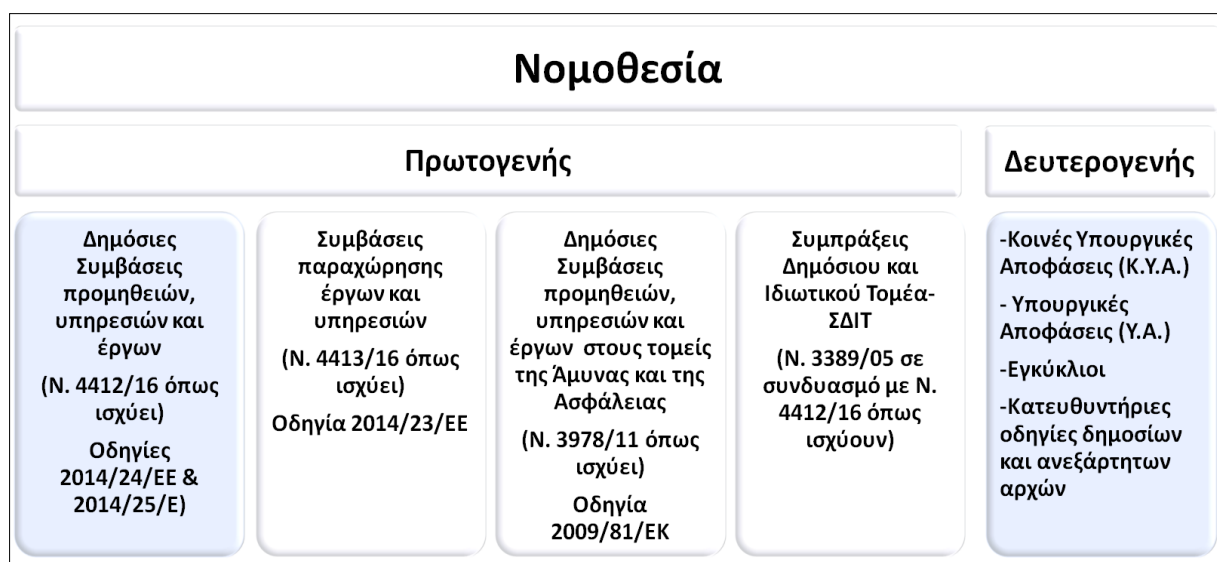 Νομοθεσία
Πρωτογενής
Δευτερογενής
Δημόσιες
Συμβάσεις
προμηθειών,
υπηρεσιών και
έργων
(Ν. 4412/16 όπως
ισχύει)
Οδηγίες
2014/24/ΕΕ &
2014/25/Ε)
Συμβάσεις
παραχώρησης
έργων και
υπηρεσιών
(Ν. 4413/16 όπως
ισχύει)
Οδηγία 2014/23/ΕΕ
Δημόσιες
Συμβάσεις
προμηθειών,
υπηρεσιών και
έργων στους τομείς
της Άμυνας και της
Ασφάλειας
(Ν. 3978/11 όπως
ισχύει)
Οδηγία
2009/81/ΕΚ
Συμπράξεις
Δημόσιου και
Ιδιωτικού Τομέα-
ΣΔΙΤ
(Ν. 3389/05 σε
συνδυασμό με Ν.
4412/16 όπως
ισχύουν)
-Κοινές Υπουργικές
Αποφάσεις (Κ.Υ.Α.)
- Υπουργικές
Αποφάσεις (Υ.Α.)
-Εγκύκλιοι
-Κατευθυντήριες
οδηγίες δημοσίων
και ανεξάρτητων
αρχών